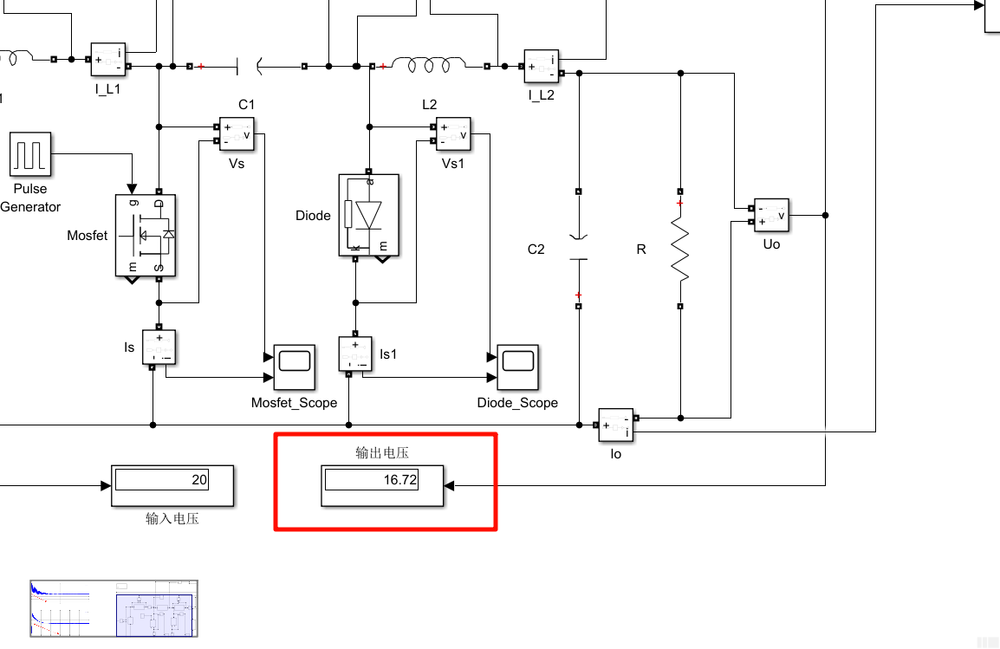 i
+
-
I_L1
i
+
-
I_L2
C1
L2
+
-
v
Vs
+
-
v
Vs1
Pulse
Generator
g
D
Mosfet
m
S
a
Diode
k
m
C2
R
-
+
v
Uo
+
-
i
Is
+
-
i
Is1
Mosfet_Scope
Diode_Scope
+
-
i
Io
输出电压
20
16.72
输入电压